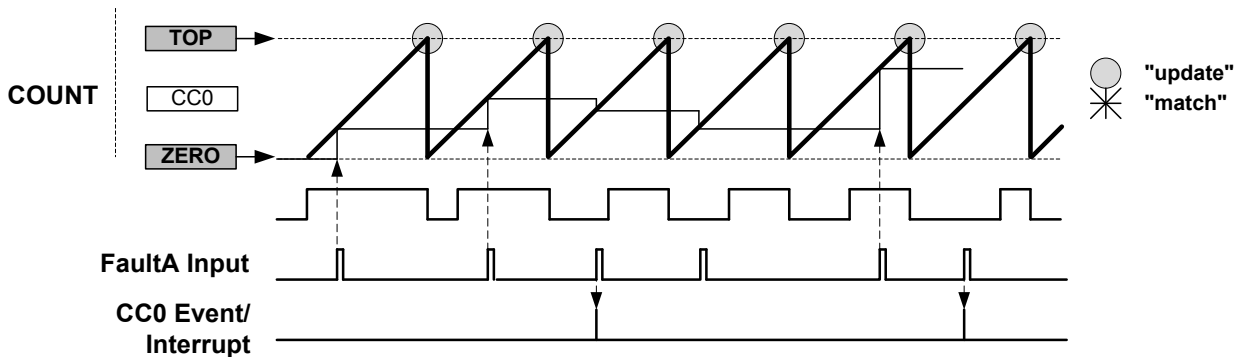 TOP
COUNT
CC0
ZERO
"update"
"match"
FaultA Input
CC0 Event/
Interrupt